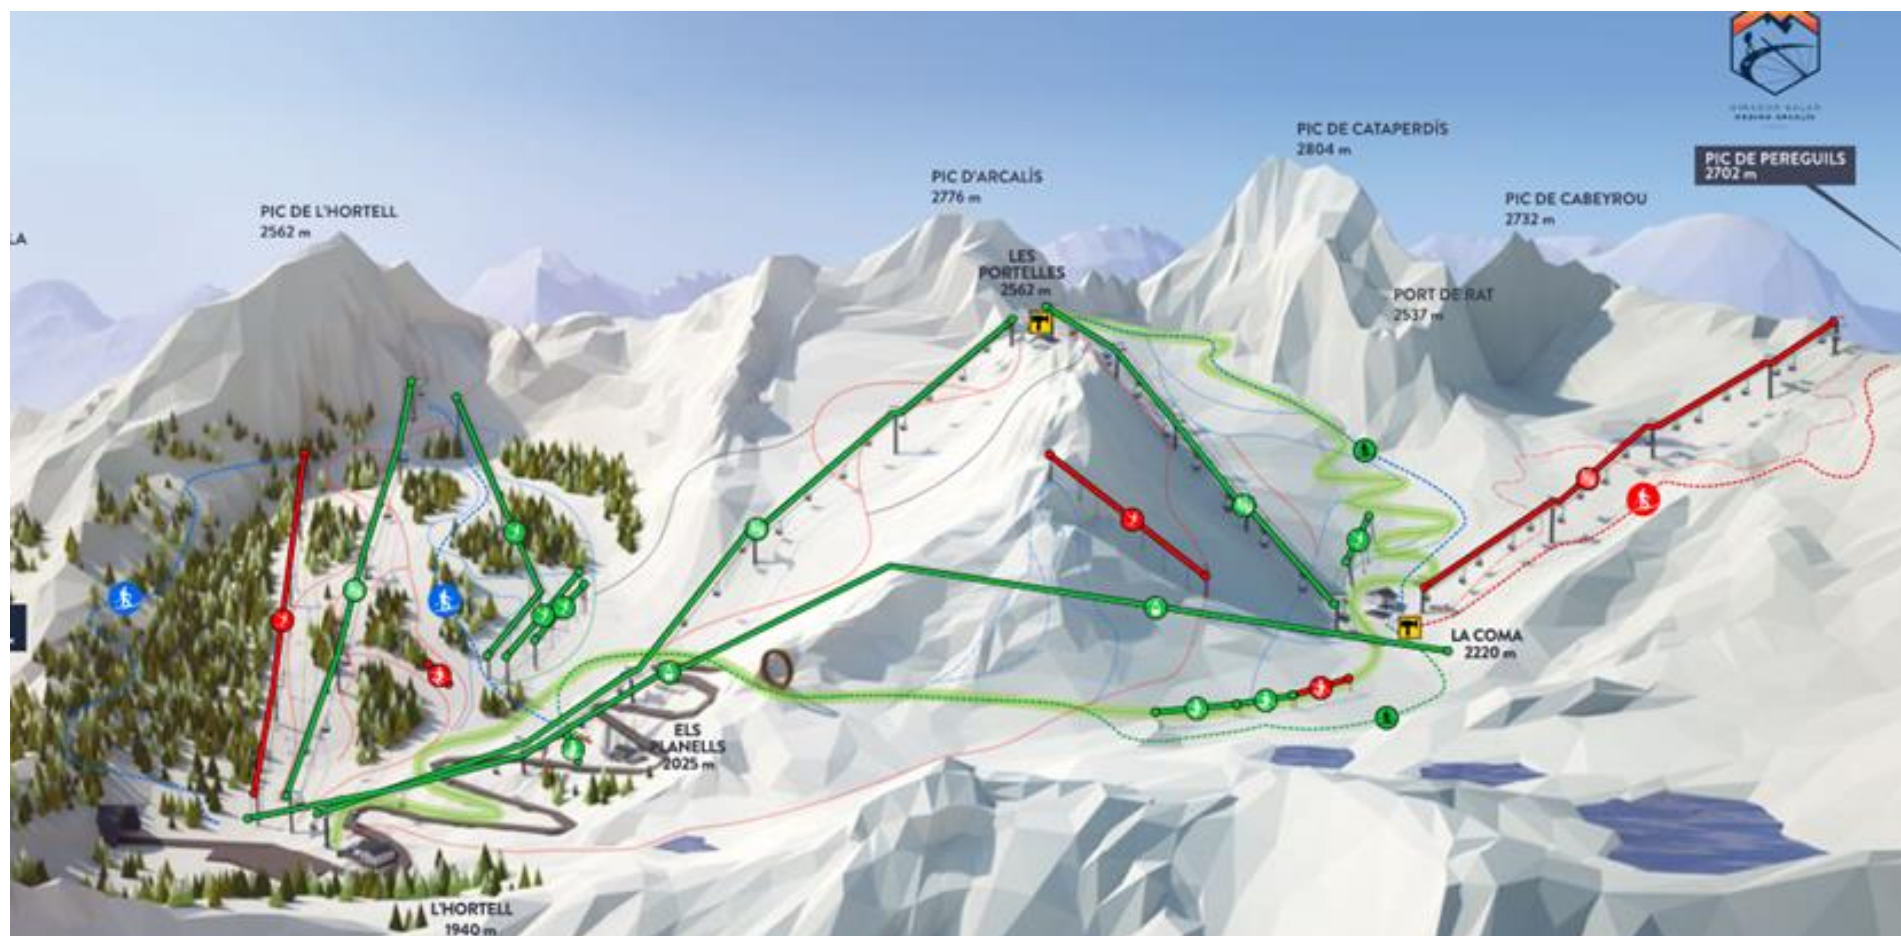 PIC DE CATAPERDÍS
2804 m
PIC DE PEREGUILS
2702 m
PIC D'ARCALÍS
2776 m
PIC DE CABEYROU
2732 m
PIC DE L'HORTELL
2562 m
LA
LES
PORTELLES
2562 m
PORT DE RAT
2537 m
LA COMA
2220 m
ELS
PLANELLS
2025 m
L'HORTELL
1940 m